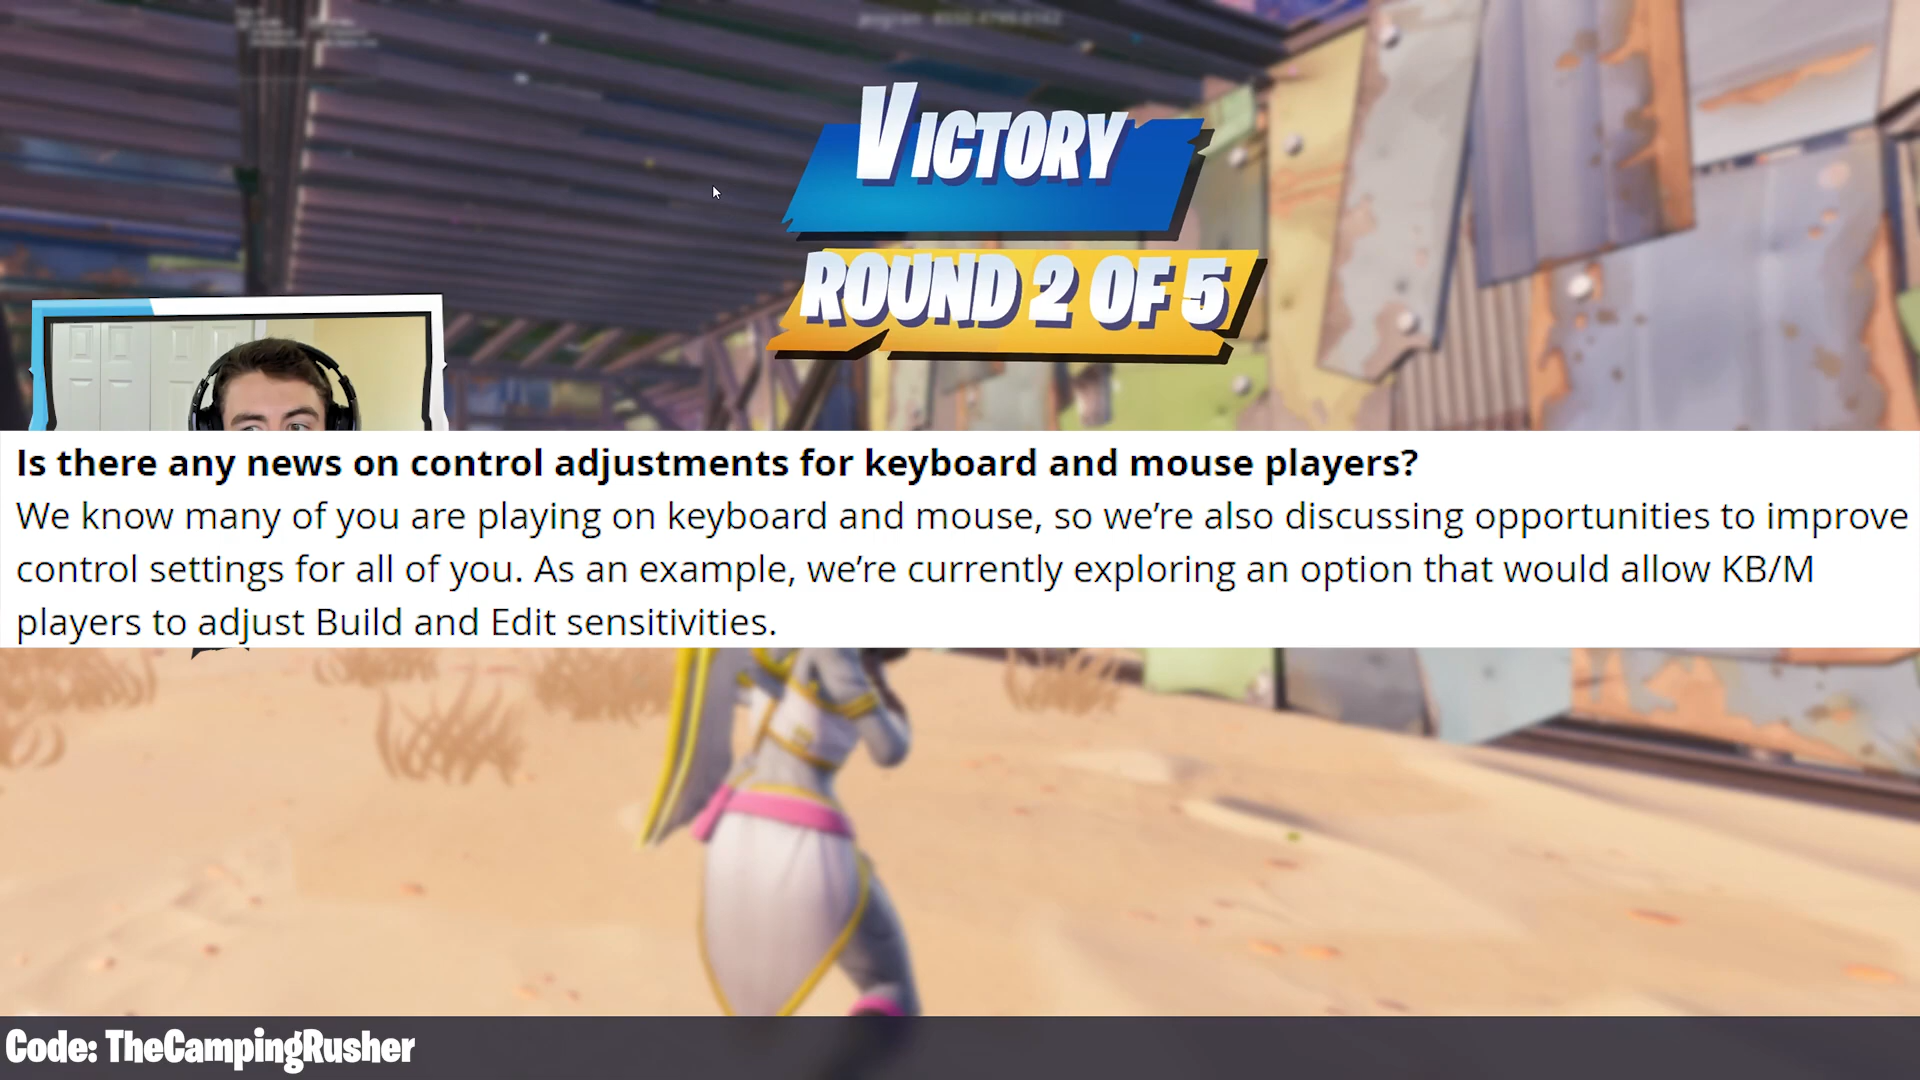 VICTORY
ROUND 2 OF 5
Is there any news on control adjustments for keyboard and mouse players?
We know many of you are playing on keyboard and mouse, so we’re also discussing opportunities to improve
control settings for all of you. As an example, we’re currently exploring an option that would allow KB/M
players to adjust Build and Edit sensitivities.
Code: TheCampingRusher